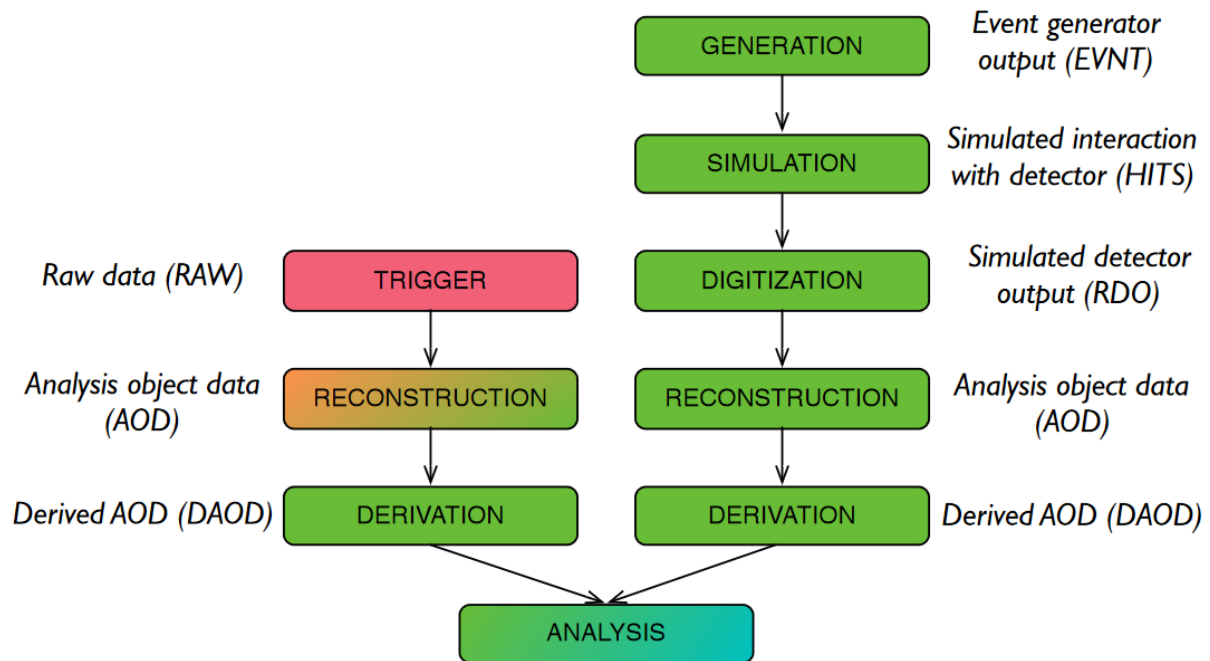 GENERATION
Event generator
output (EVNT)
SIMULATION
Simulated interaction
with detector (HITS)
Raw data (RAW)
TRIGGER
DIGITIZATION
Simulated detector
output (RDO)
Analysis object data
(AOD)
RECONSTRUCTION
RECONSTRUCTION
Analysis object data
(AOD)
Derived AOD (DAOD)
DERIVATION
DERIVATION
Derived AOD (DAOD)
ANALYSIS